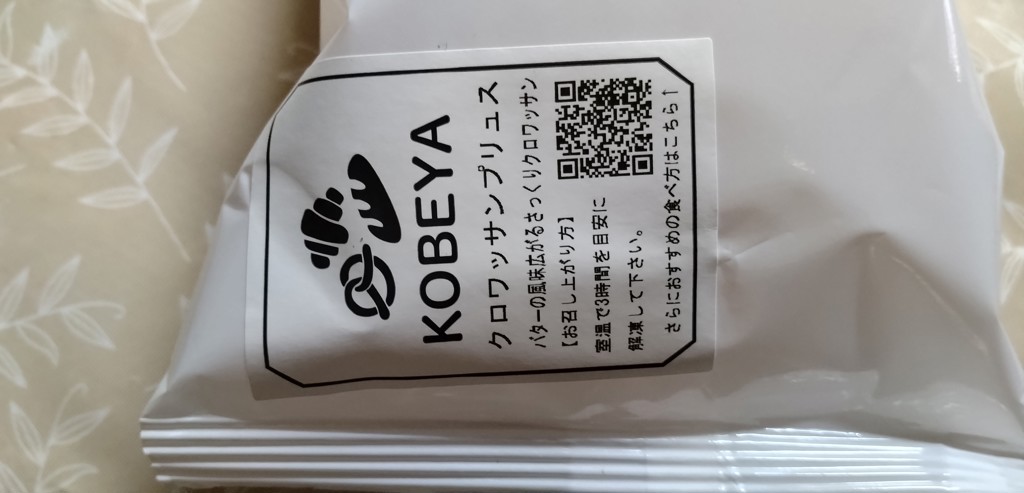 KOBEYA
クロワッサンプリュス
バターの風味広がるさっくりクロワッサン
【お召し上がり方】
室温で3時間を目安に
解凍して下さい。
さらにおすすめの食べ方はこちら↑